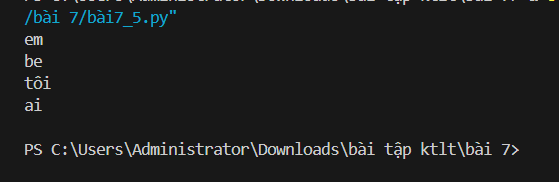 /bài 7/bài7_5.py"
em
be
tôi
ai
PS C:\Users\Administrator\Downloads\bài tập ktlt\bài 7>